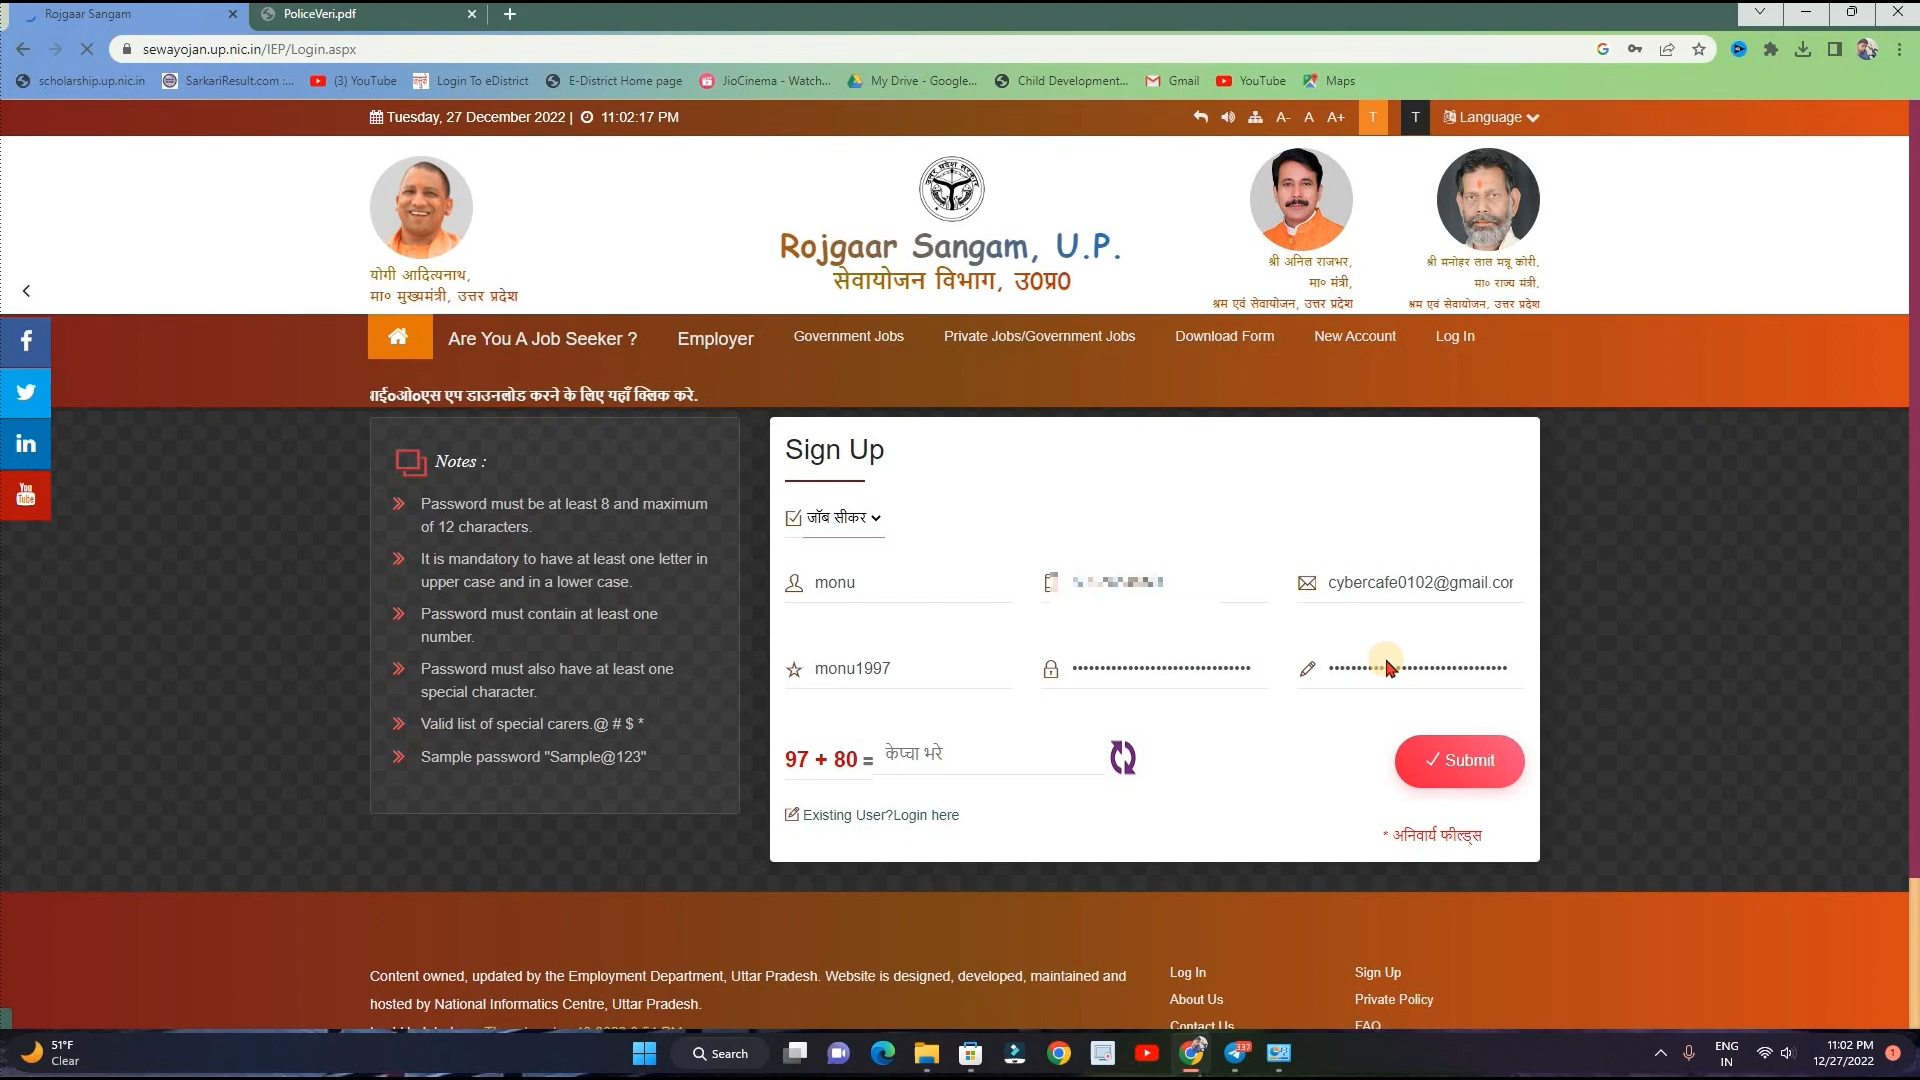 Rojgaar Sangam
PoliceVeri.pdf
sewayojan.up.nic.in/IEP/Login.aspx
scholarship.up.nic.in
SarkariResult.com :...
(3) YouTube
Login To eDistrict
E-District Home page
JioCinema - Watch...
My Drive - Google...
Child Development...
Gmail
YouTube
Maps
Tuesday, 27 December 2022 | 11:02:17 PM
A- A A+ T T Language
Rojgaar Sangam, U.P.
सेवायोजन विभाग, उ0प्र0
योगी आदित्यनाथ,
मा० मुख्यमंत्री, उत्तर प्रदेश
श्री अनिल राजभर,
मा० मंत्री,
श्रम एवं सेवायोजन, उत्तर प्रदेश
श्री मनोहर लाल मन्नू कोरी,
मा० राज्य मंत्री,
श्रम एवं सेवायोजन, उत्तर प्रदेश
Are You A Job Seeker ?
Employer
Government Jobs
Private Jobs/Government Jobs
Download Form
New Account
Log In
आई०ओ०एस एप डाउनलोड करने के लिए यहाँ क्लिक करे.
Notes :
Password must be at least 8 and maximum
of 12 characters.
It is mandatory to have at least one letter in
upper case and in a lower case.
Password must contain at least one
number.
Password must also have at least one
special character.
Valid list of special carers.@ # $ *
Sample password "Sample@123"
Sign Up
जॉब सीकर
monu
cybercafe0102@gmail.cor
monu1997
97 + 80 =
केप्चा भरे
Submit
Existing User?Login here
* अनिवार्य फील्ड्स
Content owned, updated by the Employment Department, Uttar Pradesh. Website is designed, developed, maintained and
hosted by National Informatics Centre, Uttar Pradesh.
Log In
About Us
Contact Us
Sign Up
Private Policy
FAQ
You
Tube
51°F
Clear
Search
337
ENG
IN
11:02 PM
12/27/2022
1